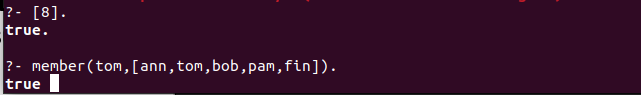 ?- [8].
true.
?- member(tom,[ann,tom,bob,pam,fin]).
true